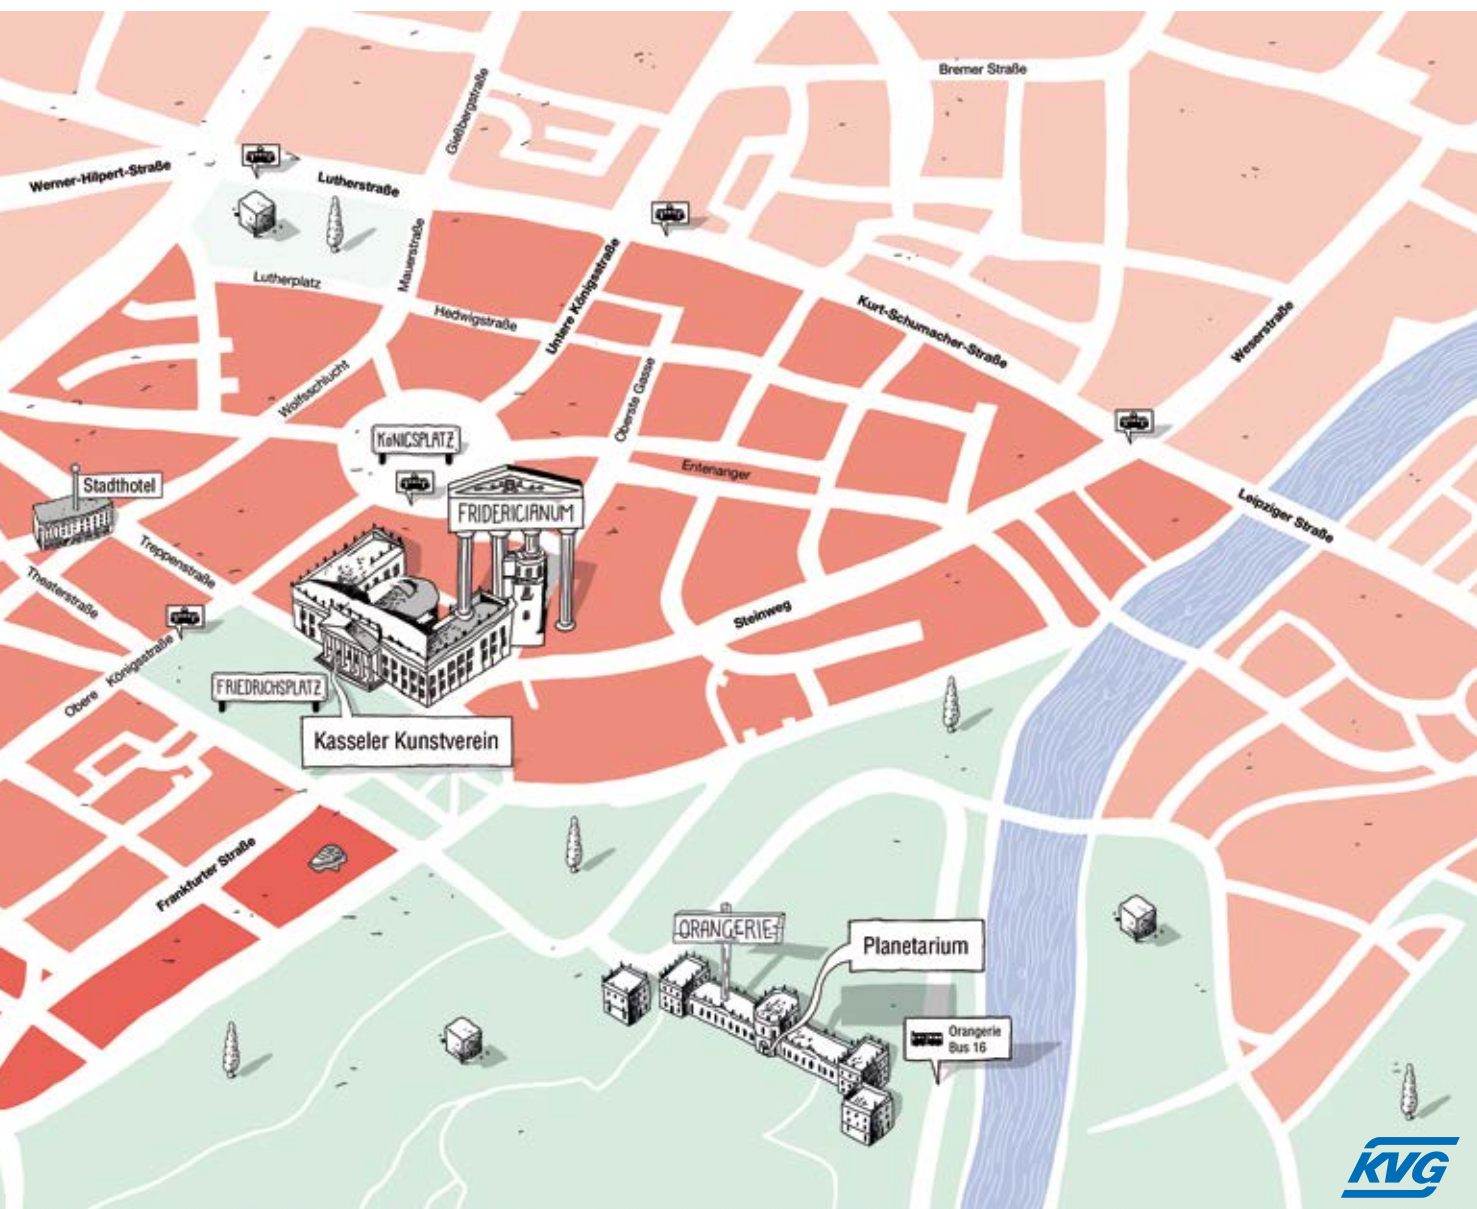 Bremer Straße
Gießbergstraße
Werner-Hilpert-Straße
Lutherstraße
Mauerstraße
Lutherplatz
Hedwigstraße
Untere Königsstraße
Kurt-Schumacher-Straße
Weserstraße
Wolfsschlucht
Oberste Gasse
KÖNIGSPLATZ
Entenanger
Stadthotel
FRIDERICIANUM
Leipziger Straße
Treppenstraße
Theaterstraße
Steinweg
Obere Königsstraße
FRIEDRICHSPLATZ
Kasseler Kunstverein
Frankfurter Straße
ORANGERIE
Planetarium
Orangerie
Bus 16
KVG